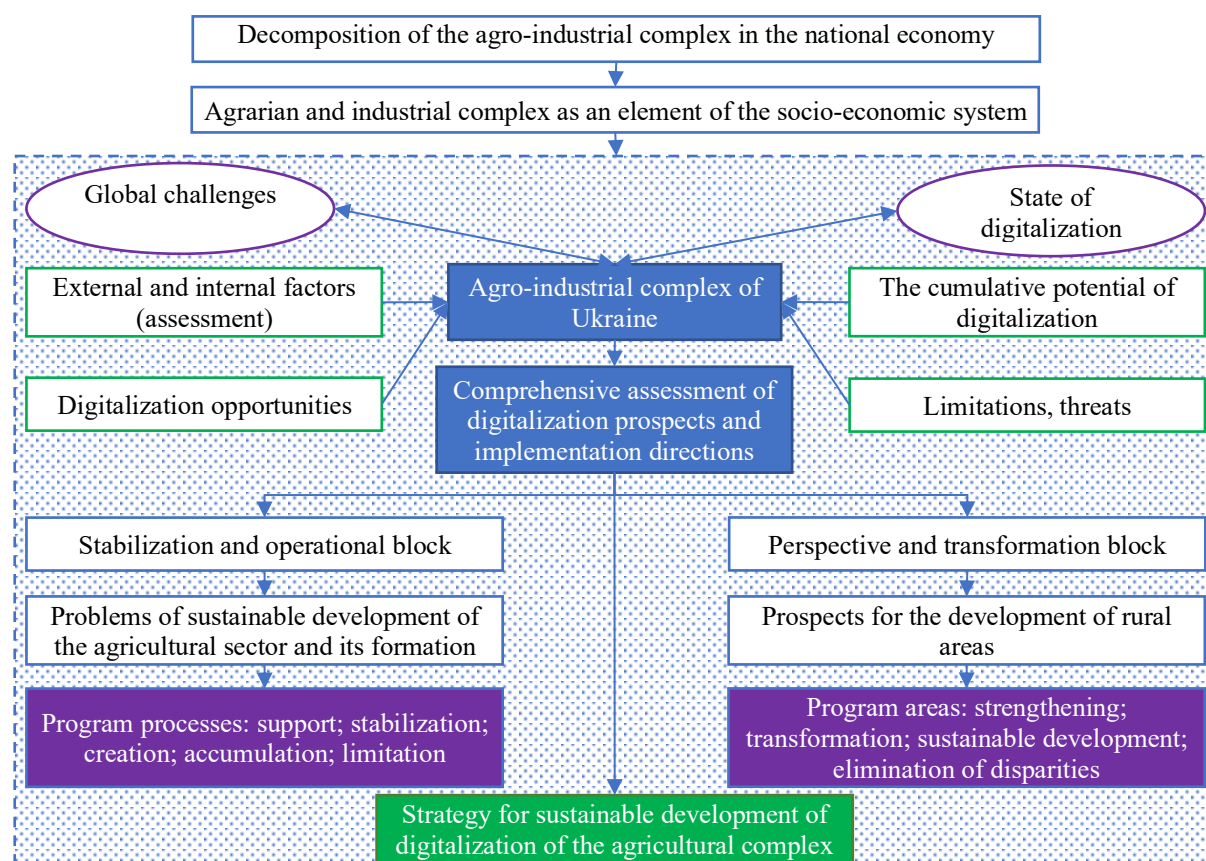 Decomposition of the agro-industrial complex in the national economy
Agrarian and industrial complex as an element of the socio-economic system
Global challenges
State of
digitalization
External and internal factors
(assessment)
Agro-industrial complex of
Ukraine
The cumulative potential of
digitalization
Digitalization opportunities
Comprehensive assessment of
digitalization prospects and
implementation directions
Limitations, threats
Stabilization and operational block
Perspective and transformation block
Problems of sustainable development of
the agricultural sector and its formation
Prospects for the development of rural
areas
Program processes: support; stabilization;
creation; accumulation; limitation
Program areas: strengthening;
transformation; sustainable development;
elimination of disparities
Strategy for sustainable development of
digitalization of the agricultural complex